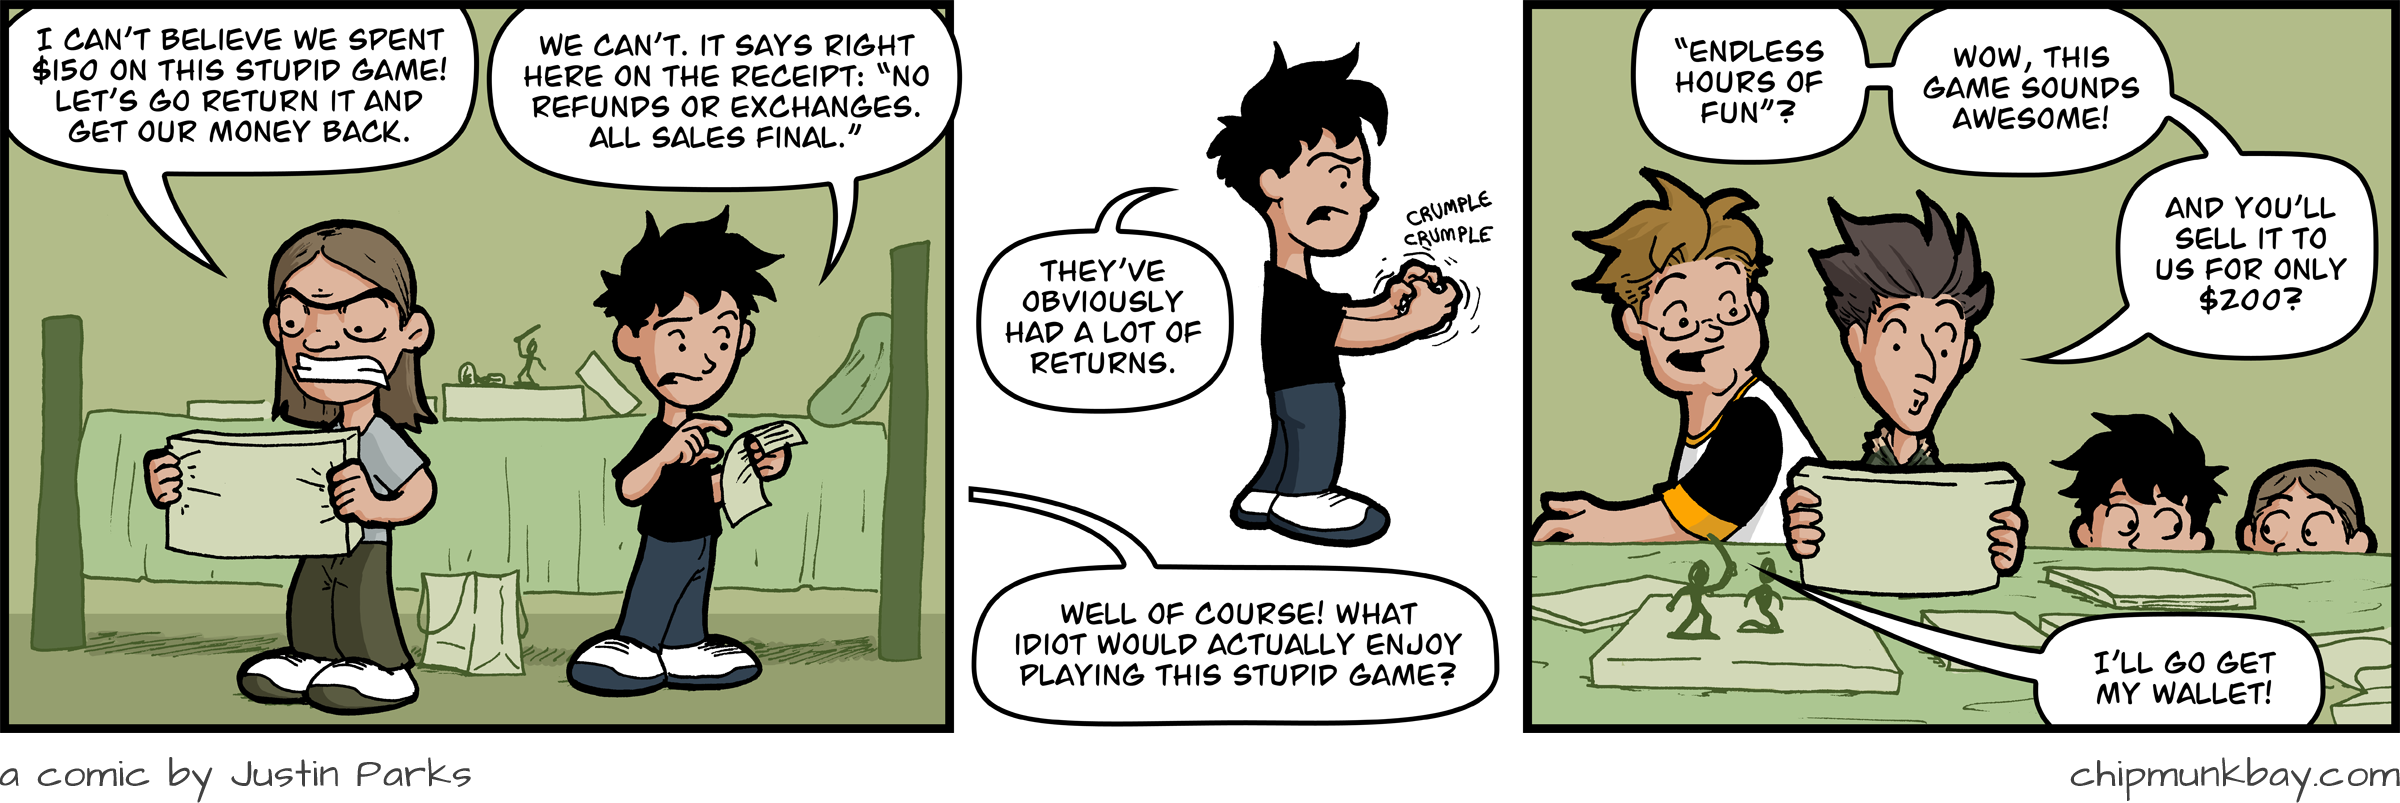 I CAN'T BELIEVE WE SPENT
$150 ON THIS STUPID GAME!
LET'S GO RETURN IT AND
GET OUR MONEY BACK.
WE CAN'T. IT SAYS RIGHT
HERE ON THE RECEIPT: "NO
REFUNDS OR EXCHANGES.
ALL SALES FINAL."
THEY'VE
OBVIOUSLY
HAD A LOT OF
RETURNS.
CRUMPLE
CRUMPLE
WELL OF COURSE! WHAT
IDIOT WOULD ACTUALLY ENJOY
PLAYING THIS STUPID GAME?
"ENDLESS
HOURS OF
FUN"?
WOW, THIS
GAME SOUNDS
AWESOME!
AND YOU'LL
SELL IT TO
US FOR ONLY
$200?
I'LL GO GET
MY WALLET!
a comic by Justin Parks
chipmunkbay.com